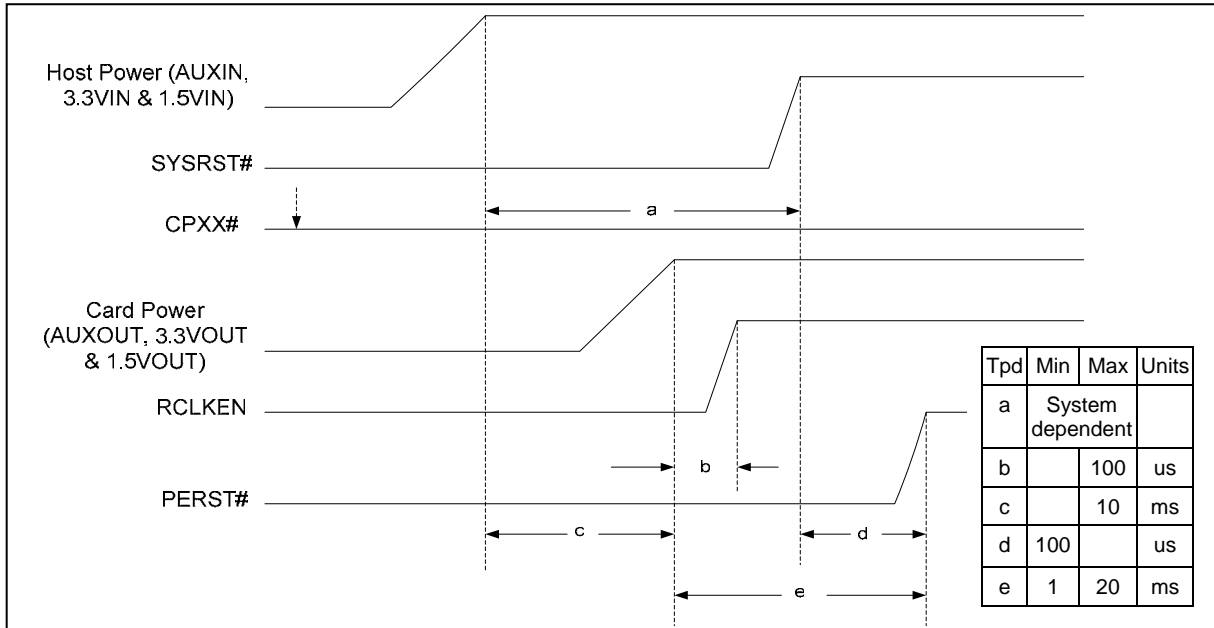 Host Power (AUXIN,
3.3VIN & 1.5VIN)
SYSRST#
a
CPXX#
Card Power
(AUXOUT, 3.3VOUT
& 1.5VOUT)
RCLKEN
b
PERST#
c
d
e
Tpd Min Max Units
a System
dependent
b 100 us
c 10 ms
d 100 us
e 1 20 ms